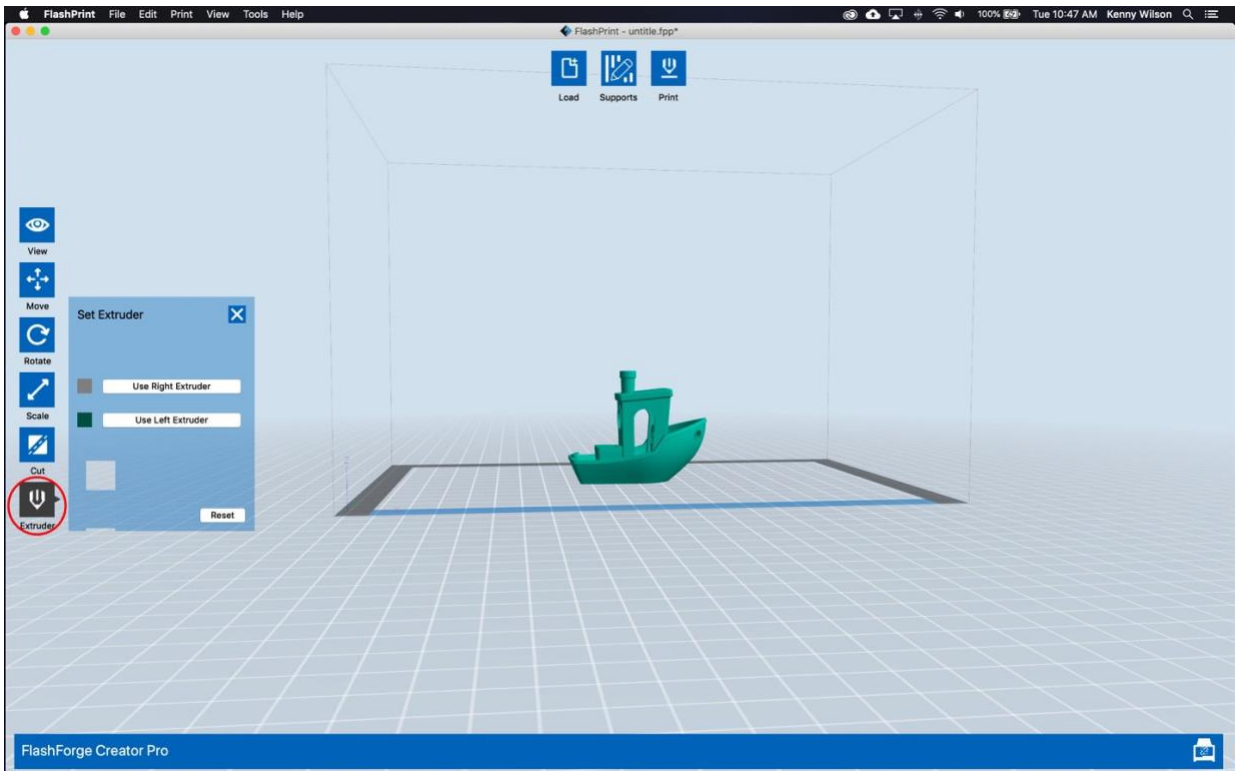 FlashPrint File Edit Print View Tools Help 100% Tue 10:47 AM Kenny Wilson
FlashPrint - untitle.fpp*
Load Supports Print
View
Move
Rotate
Scale
Cut
Extruder
Set Extruder
Use Right Extruder
Use Left Extruder
Reset
FlashForge Creator Pro